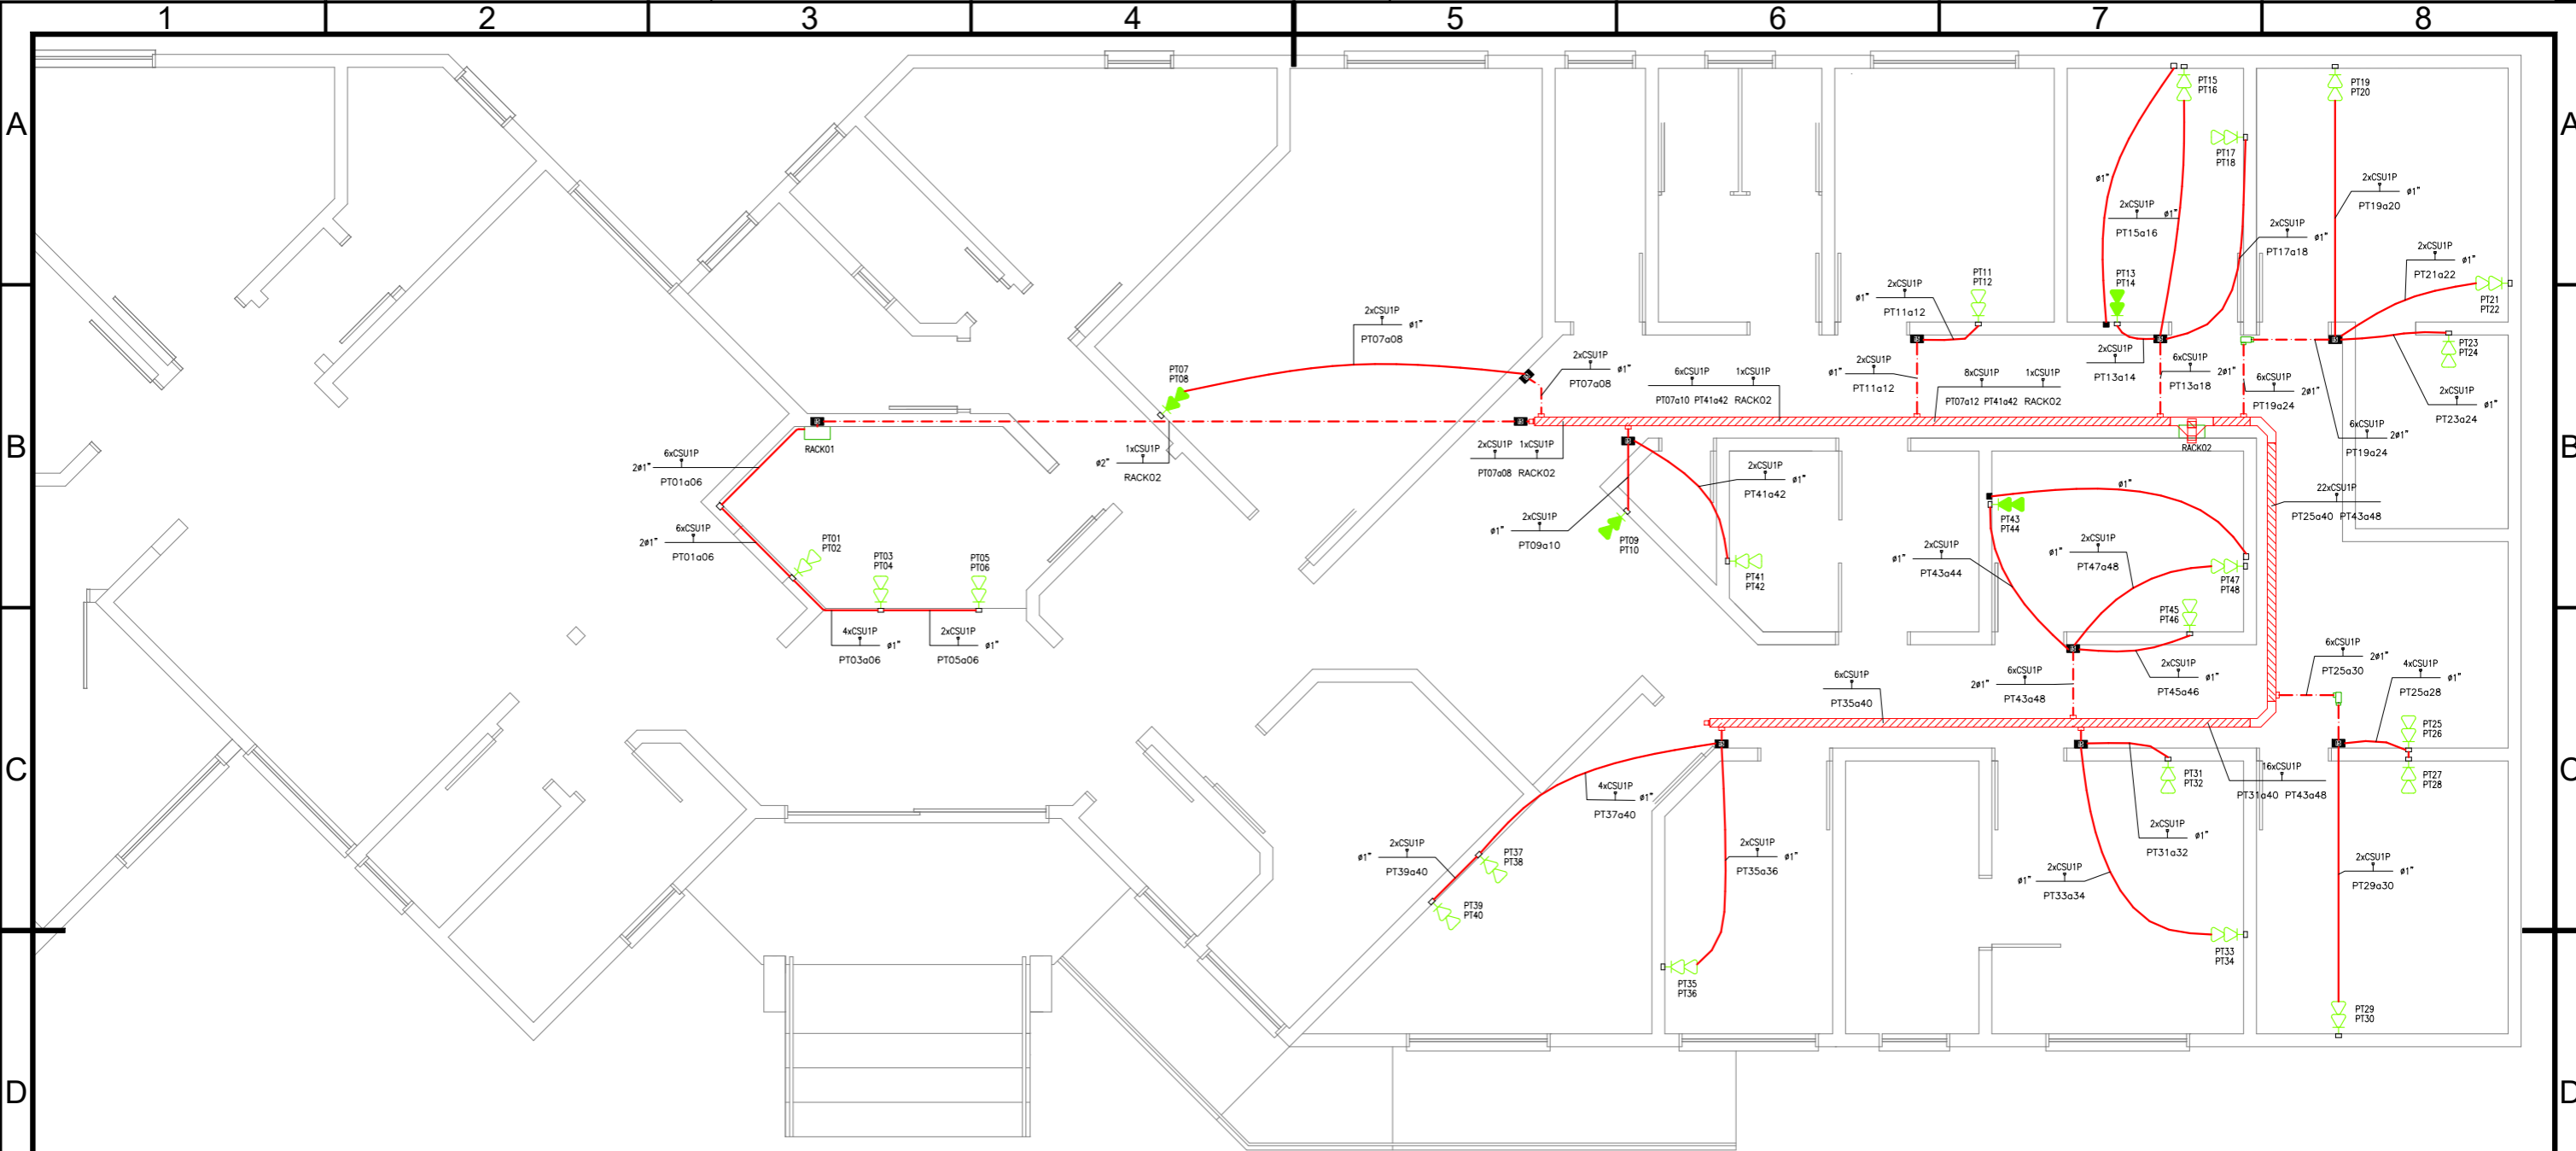 1 2 3 4 5 6 7 8
A A
PT15
PT16
PT19
PT20
PT17
PT18
ø1"
2xCSU1P
ø1"
PT19a20
2xCSU1P
ø1"
PT15a16
2xCSU1P
ø1"
PT17a18
2xCSU1P
ø1"
PT21a22
PT11
PT12
PT13
PT14
PT21
PT22
2xCSU1P
ø1"
PT11a12
2xCSU1P
ø1"
PT07a08
PT23
PT24
2xCSU1P
ø1"
PT07a08
2xCSU1P
ø1"
PT11a12
2xCSU1P
PT13a14
6xCSU1P
2ø1"
PT13a18
PT07
PT08
6xCSU1P 1xCSU1P
PT07a10 PT41a42 RACK02
8xCSU1P 1xCSU1P
PT07a12 PT41a42 RACK02
6xCSU1P
2ø1"
PT19a24
2xCSU1P
ø1"
PT23a24
B B
RACK01
RACK02
6xCSU1P
2ø1"
PT19a24
6xCSU1P
2ø1"
PT01a06
1xCSU1P
ø2"
RACK02
2xCSU1P 1xCSU1P
PT07a08 RACK02
2xCSU1P
ø1"
PT41a42
ø1"
22xCSU1P
PT25a40 PT43a48
6xCSU1P
2ø1"
PT01a06
2xCSU1P
ø1"
PT09a10
PT09
PT10
PT43
PT44
PT01
PT02
PT03
PT04
PT05
PT06
2xCSU1P
ø1"
PT43a44
2xCSU1P
ø1"
PT47a48
PT41
PT42
PT47
PT48
PT45
PT46
4xCSU1P
ø1"
PT03a06
2xCSU1P
ø1"
PT05a06
6xCSU1P
2ø1"
PT25a30
6xCSU1P
PT35a40
6xCSU1P
2ø1"
PT43a48
2xCSU1P
ø1"
PT45a46
4xCSU1P
ø1"
PT25a28
PT25
PT26
C C
4xCSU1P
ø1"
PT37a40
PT31
PT32
16xCSU1P
PT31a40 PT43a48
PT27
PT28
2xCSU1P
ø1"
PT39a40
PT37
PT38
2xCSU1P
ø1"
PT35a36
2xCSU1P
ø1"
PT31a32
2xCSU1P
ø1"
PT33a34
2xCSU1P
ø1"
PT29a30
PT39
PT40
PT33
PT34
PT35
PT36
PT29
PT30
D D